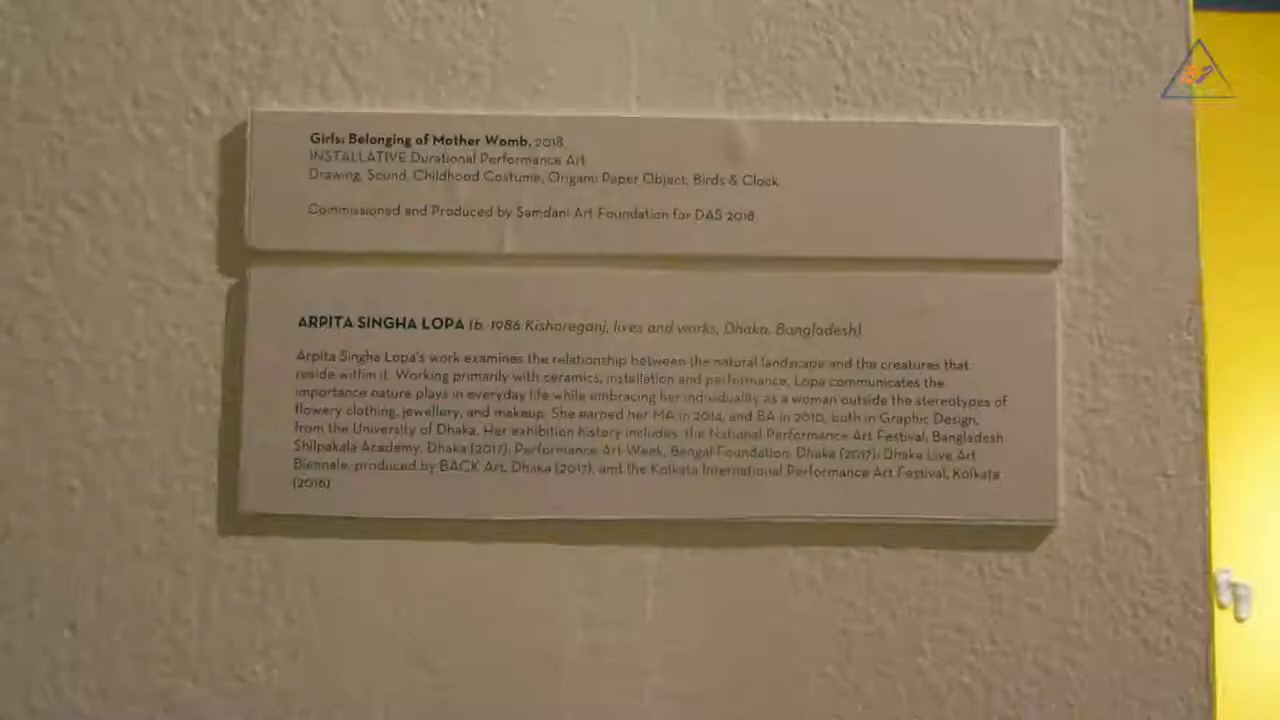 Girls: Belonging of Mother Womb, 2018
INSTALLATIVE Durational Performance Art
Drawing, Sound, Childhood Costume, Origami Paper Object, Birds & Clock
Commissioned and Produced by Samdani Art Foundation for DAS 2018
ARPITA SINGHA LOPA (b. 1986 Kishoreganj, lives and works, Dhaka, Bangladesh)
Arpita Singha Lopa's work examines the relationship between the natural landscape and the creatures that
reside within it. Working primarily with ceramics, installation and performance, Lopa communicates the
importance nature plays in everyday life while embracing her individuality as a woman outside the stereotypes of
flowery clothing, jewellery, and makeup. She earned her MA in 2014, and BA in 2010, both in Graphic Design,
from the University of Dhaka. Her exhibition history includes: the National Performance Art Festival, Bangladesh
Shilpakala Academy, Dhaka (2017); Performance Art Week, Bengal Foundation, Dhaka (2017); Dhaka Live Art
Biennale, produced by BACK Art, Dhaka (2017); and the Kolkata International Performance Art Festival, Kolkata
(2016)